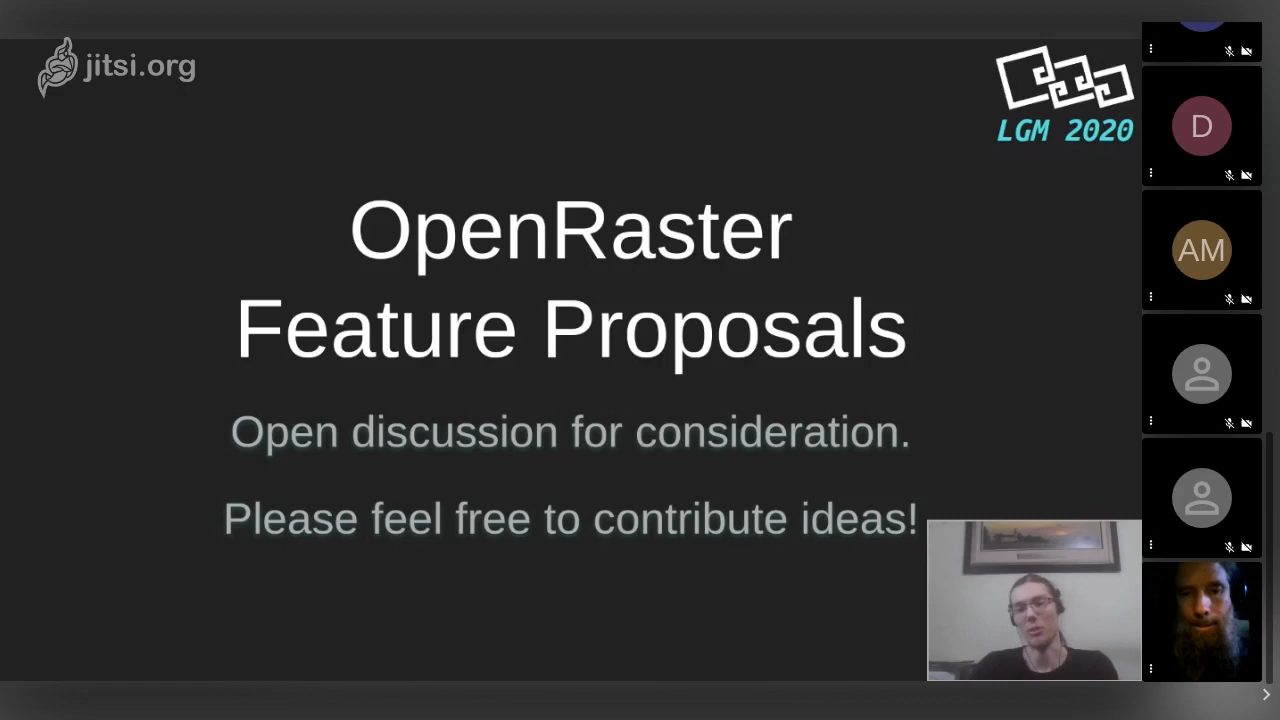 jitsi.org
LGM 2020
OpenRaster
Feature Proposals
Open discussion for consideration.
Please feel free to contribute ideas!
D
AM